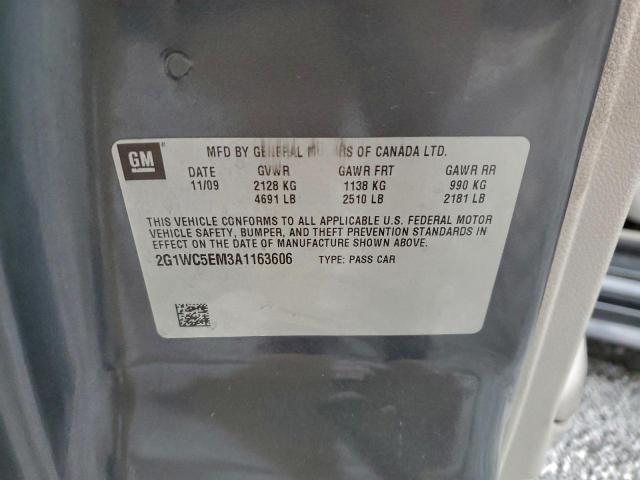 GM
MFD BY GENERAL MOTORS OF CANADA LTD.
DATE GVWR GAWR FRT GAWR RR
11/09 2128 KG 1138 KG 990 KG
4691 LB 2510 LB 2181 LB
THIS VEHICLE CONFORMS TO ALL APPLICABLE U.S. FEDERAL MOTOR
VEHICLE SAFETY, BUMPER, AND THEFT PREVENTION STANDARDS IN
EFFECT ON THE DATE OF MANUFACTURE SHOWN ABOVE.
2G1WC5EM3A1163606 TYPE: PASS CAR